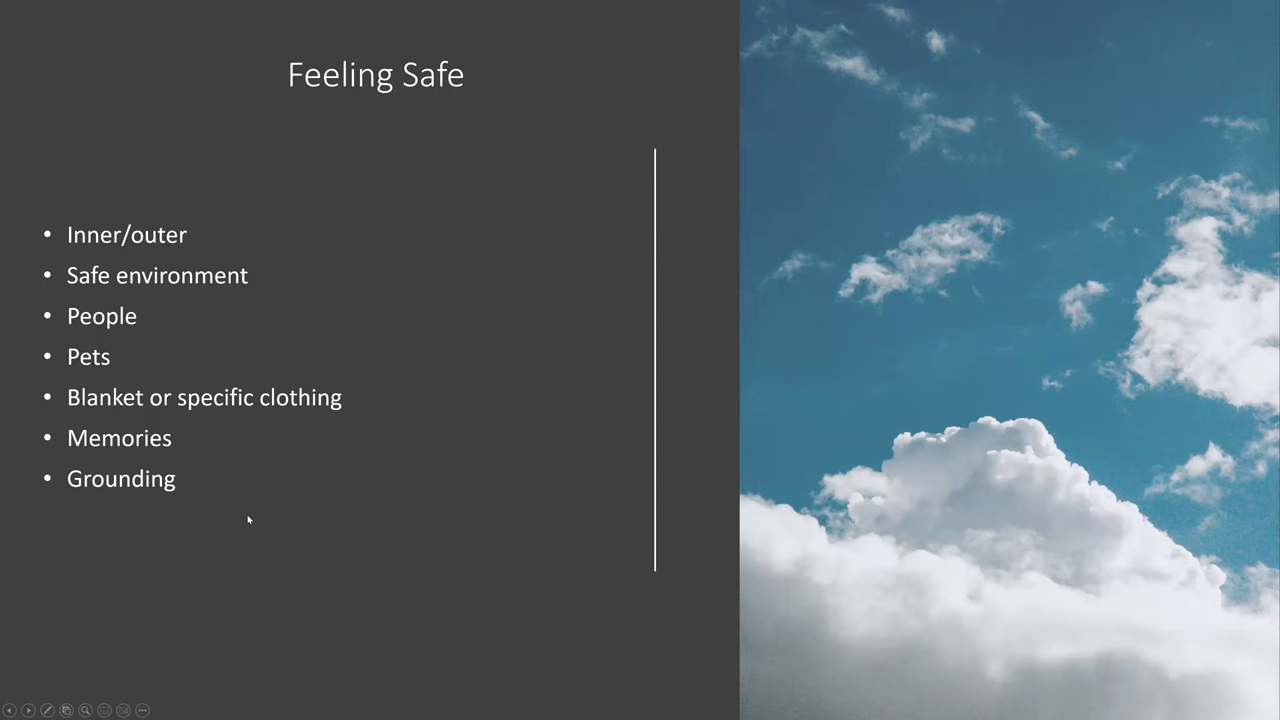 Feeling Safe
• Inner/outer
• Safe environment
• People
• Pets
• Blanket or specific clothing
• Memories
• Grounding